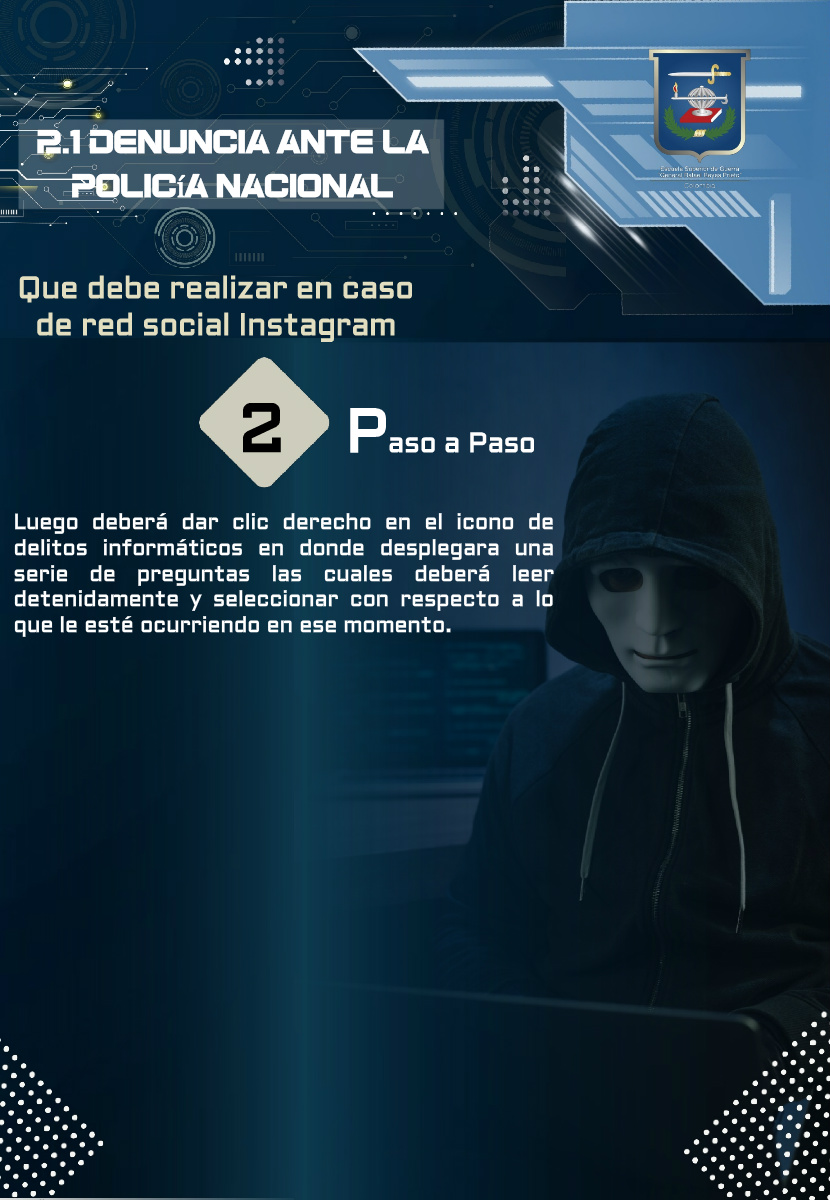 2.1 DENUNCIA ANTE LA
POLICíA NACIONAL
Escuela Superior de Guerra
General Rafael Reyes Prieto
Colombia
Que debe realizar en caso
de red social Instagram
2
Paso a Paso
Luego deberá dar clic derecho en el icono de
delitos informáticos en donde desplegara una
serie de preguntas las cuales deberá leer
detenidamente y seleccionar con respecto a lo
que le esté ocurriendo en ese momento.